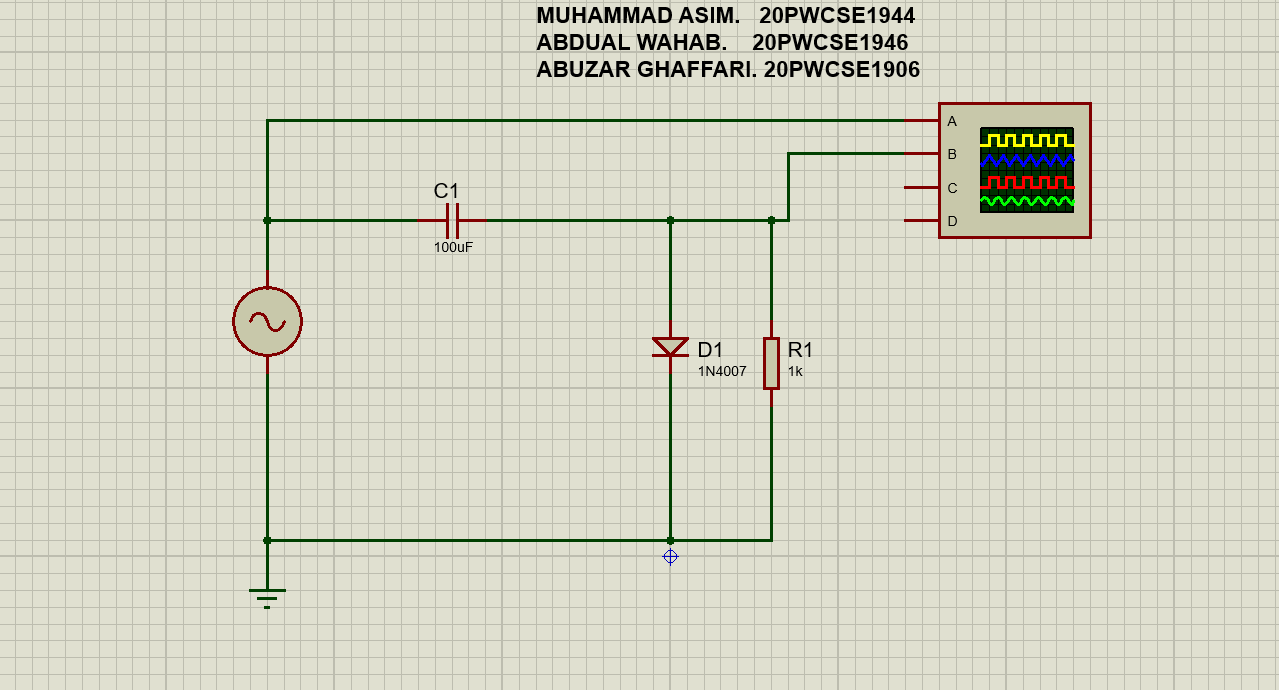 MUHAMMAD ASIM. 20PWCSE1944
ABDUAL WAHAB. 20PWCSE1946
ABUZAR GHAFFARI. 20PWCSE1906
A
B
C
D
C1
100uF
D1
1N4007
R1
1k